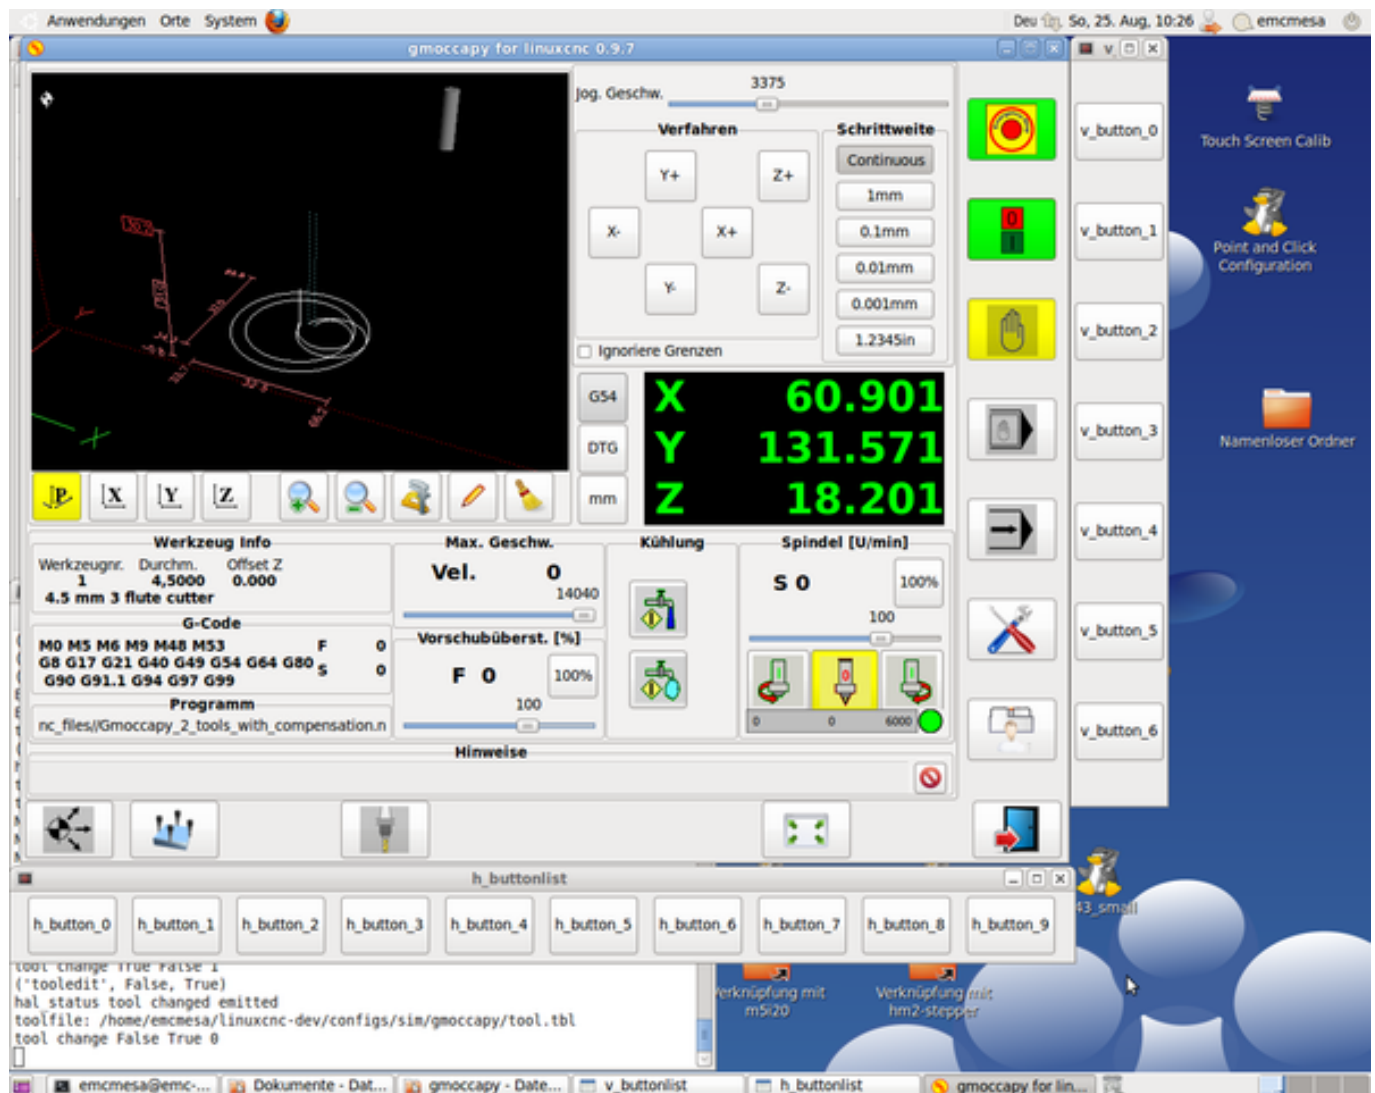 Anwendungen Orte System
Deu So, 25. Aug, 10:26 emcmesa
gmoccapy for linuxcnc 0.9.7
v_
Jog. Geschw.
3375
Verfahren
Schrittweite
Y+
Z+
X-
X+
Y-
Z-
Continuous
1mm
0.1mm
0.01mm
0.001mm
1.2345in
Ignoriere Grenzen
v_button_0
v_button_1
v_button_2
v_button_3
v_button_4
v_button_5
v_button_6
Touch Screen Calib
Point and Click
Configuration
Namenloser Ordner
G54
DTG
mm
X 60.901
Y 131.571
Z 18.201
P
X
Y
Z
Werkzeug Info
Werkzeugnr. Durchm. Offset Z
1 4,5000 0.000
4.5 mm 3 flute cutter
G-Code
M0 M5 M6 M9 M48 M53
G8 G17 G21 G40 G49 G54 G64 G80
G90 G91.1 G94 G97 G99
F 0
S 0
Programm
nc_files//Gmoccapy_2_tools_with_compensation.n
Max. Geschw.
Vel. 0
14040
Vorschubüberst. [%]
F 0
100%
100
Kühlung
Spindel [U/min]
S 0
100%
100
0 0 6000
Hinweise
h_buttonlist
h_button_0
h_button_1
h_button_2
h_button_3
h_button_4
h_button_5
h_button_6
h_button_7
h_button_8
h_button_9
43_small
tool change True False 1
('tooledit', False, True)
hal status tool changed emitted
toolfile: /home/emcmesa/linuxcnc-dev/configs/sim/gmoccapy/tool.tbl
tool change False True 0
Verknüpfung mit
m5i20
Verknüpfung mit
hm2-stepper
emcmesa@emc-...
Dokumente - Dat...
gmoccapy - Date...
v_buttonlist
h_buttonlist
gmoccapy for lin...